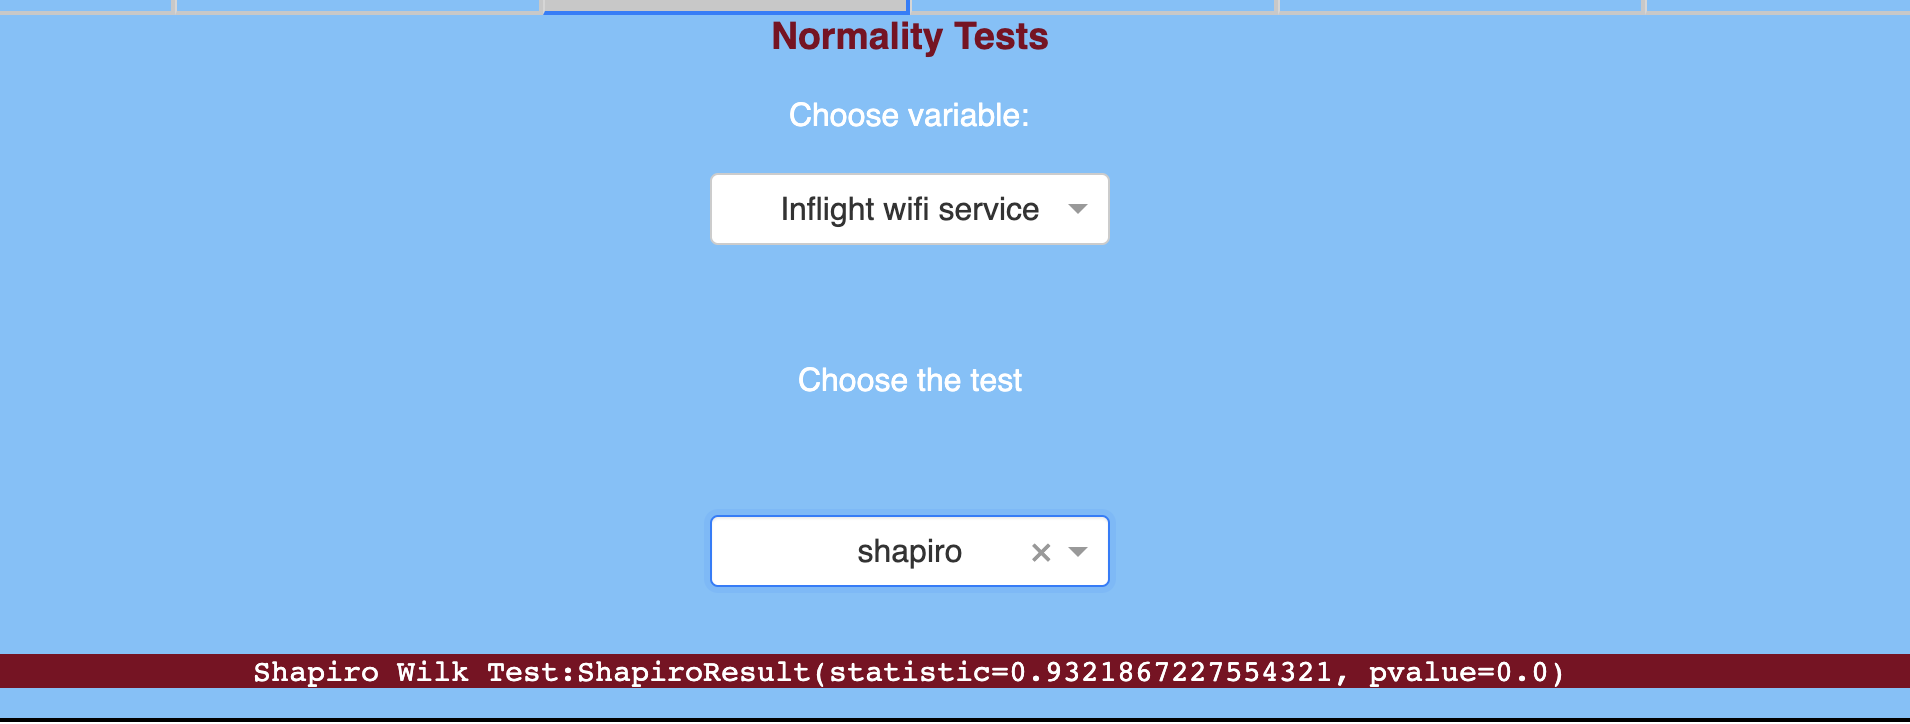 Normality Tests
Choose variable:
Inflight wifi service
Choose the test
shapiro
Shapiro Wilk Test:ShapiroResult(statistic=0.9321867227554321, pvalue=0.0)